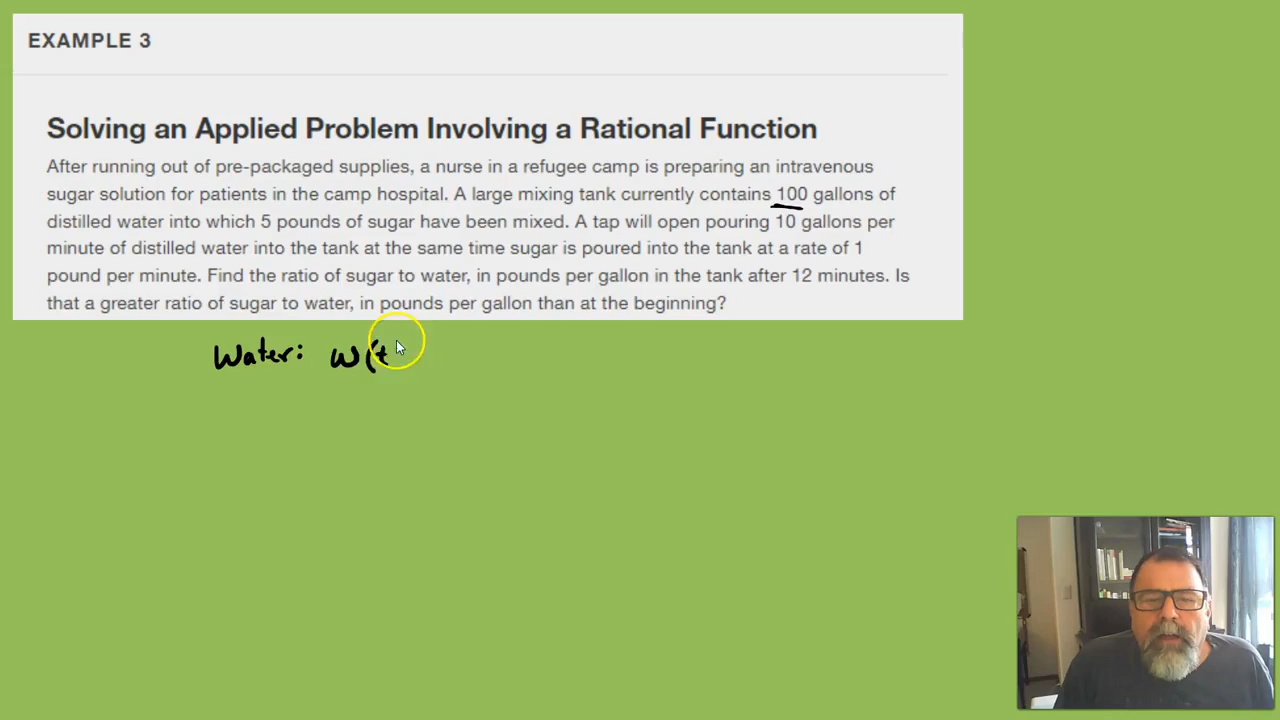 EXAMPLE 3
Solving an Applied Problem Involving a Rational Function
After running out of pre-packaged supplies, a nurse in a refugee camp is preparing an intravenous
sugar solution for patients in the camp hospital. A large mixing tank currently contains 100 gallons of
distilled water into which 5 pounds of sugar have been mixed. A tap will open pouring 10 gallons per
minute of distilled water into the tank at the same time sugar is poured into the tank at a rate of 1
pound per minute. Find the ratio of sugar to water, in pounds per gallon in the tank after 12 minutes. Is
that a greater ratio of sugar to water, in pounds per gallon than at the beginning?
Water: W(t